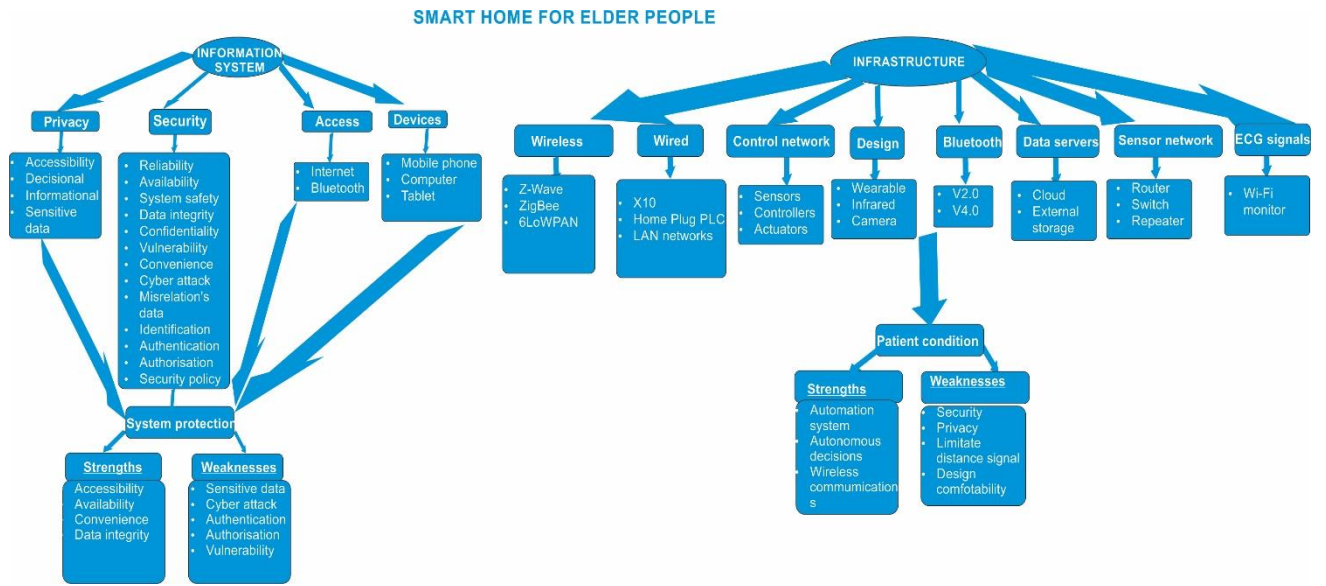 SMART HOME FOR ELDER PEOPLE
INFORMATION
SYSTEM
Privacy
Accessibility
Decisional
Informational
Sensitive
data
Security
Reliability
Availability
System safety
Data integrity
Confidentiality
Vulnerability
Convenience
Cyber attack
Misrelation's
data
Identification
Authentication
Authorisation
Security policy
Access
Internet
Bluetooth
Devices
Mobile phone
Computer
Tablet
System protection
Strengths
Accessibility
Availability
Convenience
Data integrity
Weaknesses
Sensitive data
Cyber attack
Authentication
Authorisation
Vulnerability
INFRASTRUCTURE
Wireless
Z-Wave
ZigBee
6LoWPAN
Wired
X10
Home Plug PLC
LAN networks
Control network
Sensors
Controllers
Actuators
Design
Wearable
Infrared
Camera
Bluetooth
V2.0
V4.0
Data servers
Cloud
External
storage
Sensor network
Router
Switch
Repeater
ECG signals
Wi-Fi
monitor
Patient condition
Strengths
Automation
system
Autonomous
decisions
Wireless
commumication
s
Weaknesses
Security
Privacy
Limitate
distance signal
Design
comfotability